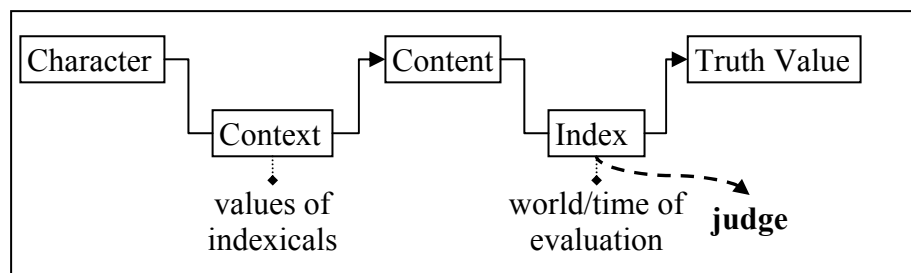 Character
Content
Truth Value
Context
Index
values of
indexicals
world/time of
evaluation
judge